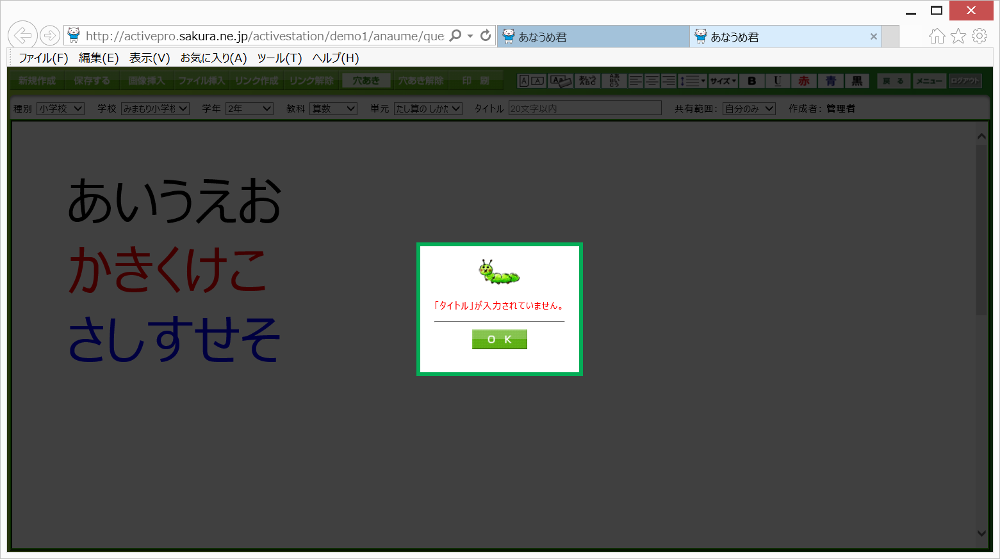 http://activepro.sakura.ne.jp/activestation/demo1/anaume/que
あなうめ君
あなうめ君
ファイル(F) 編集(E) 表示(V) お気に入り(A) ツール(T) ヘルプ(H)
新規作成 保存する 画像挿入 ファイル挿入 リンク作成 リンク解除 穴あき 穴あき解除 印 刷 サイズ B U 赤 青 黒 戻 る メニュー ログアウト
種別 小学校 学校 みまもり小学校 学年 2年 教科 算数 単元 たし算のしかた タイトル 20文字以内 共有範囲: 自分のみ 作成者: 管理者
あいうえお
かきくけこ
さしすせそ
「タイトル」が入力されていません。
O K